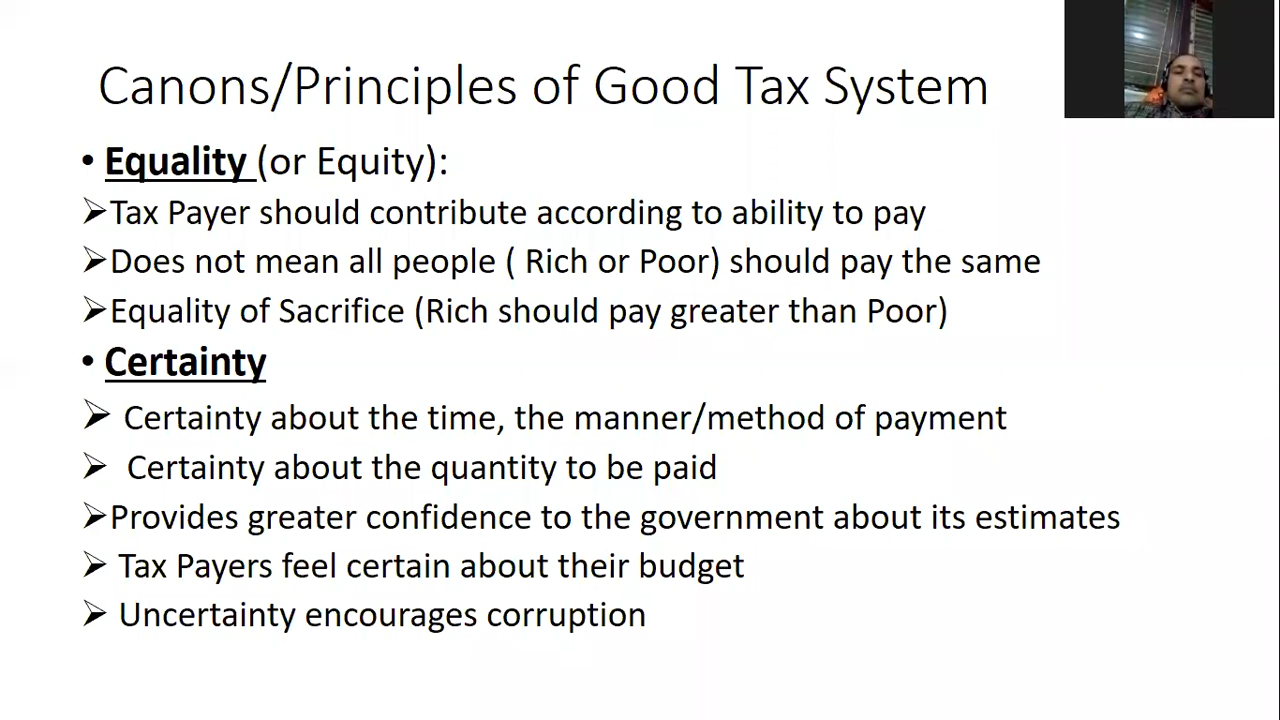 Canons/Principles of Good Tax System
• Equality (or Equity):
➢Tax Payer should contribute according to ability to pay
➢Does not mean all people ( Rich or Poor) should pay the same
➢Equality of Sacrifice (Rich should pay greater than Poor)
• Certainty
➢ Certainty about the time, the manner/method of payment
➢ Certainty about the quantity to be paid
➢Provides greater confidence to the government about its estimates
➢ Tax Payers feel certain about their budget
➢ Uncertainty encourages corruption